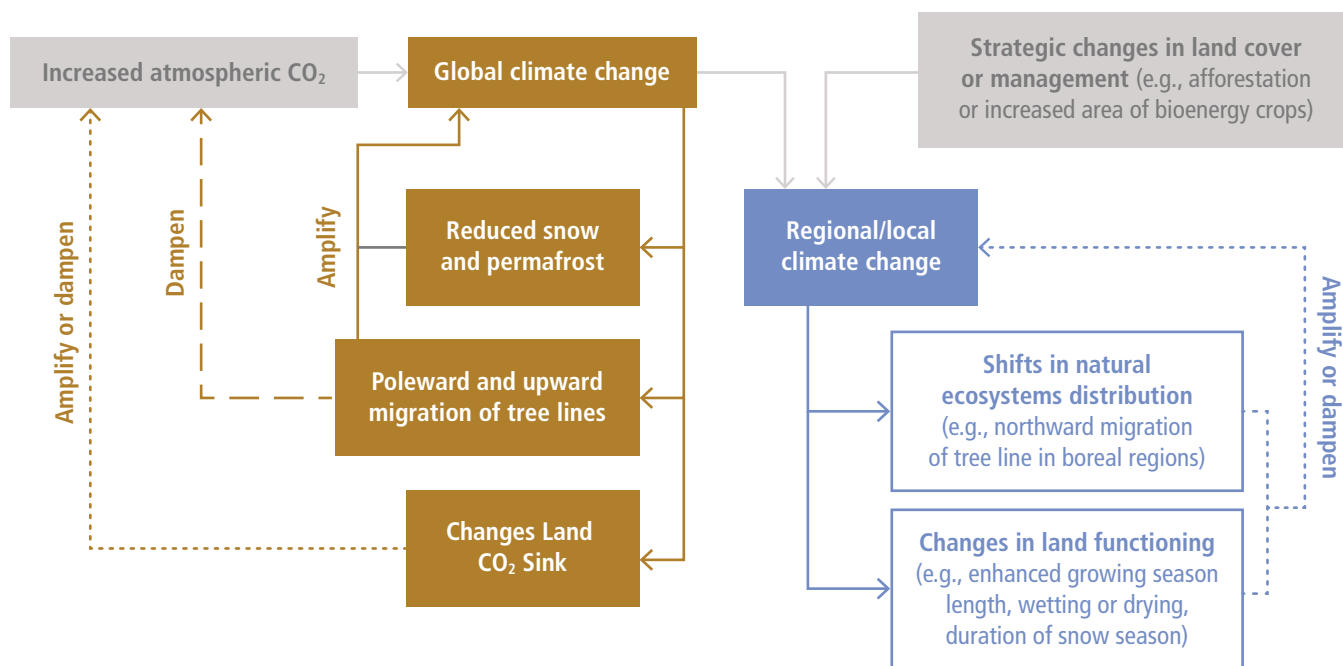 Increased atmospheric CO₂
Global climate change
Strategic changes in land cover
or management (e.g., afforestation
or increased area of bioenergy crops)
Amplify or dampen
Dampen
Amplify
Reduced snow
and permafrost
Poleward and upward
migration of tree lines
Changes Land
CO₂ Sink
Regional/local
climate change
Shifts in natural
ecosystems distribution
(e.g., northward migration
of tree line in boreal regions)
Changes in land functioning
(e.g., enhanced growing season
length, wetting or drying,
duration of snow season)
Amplify or dampen